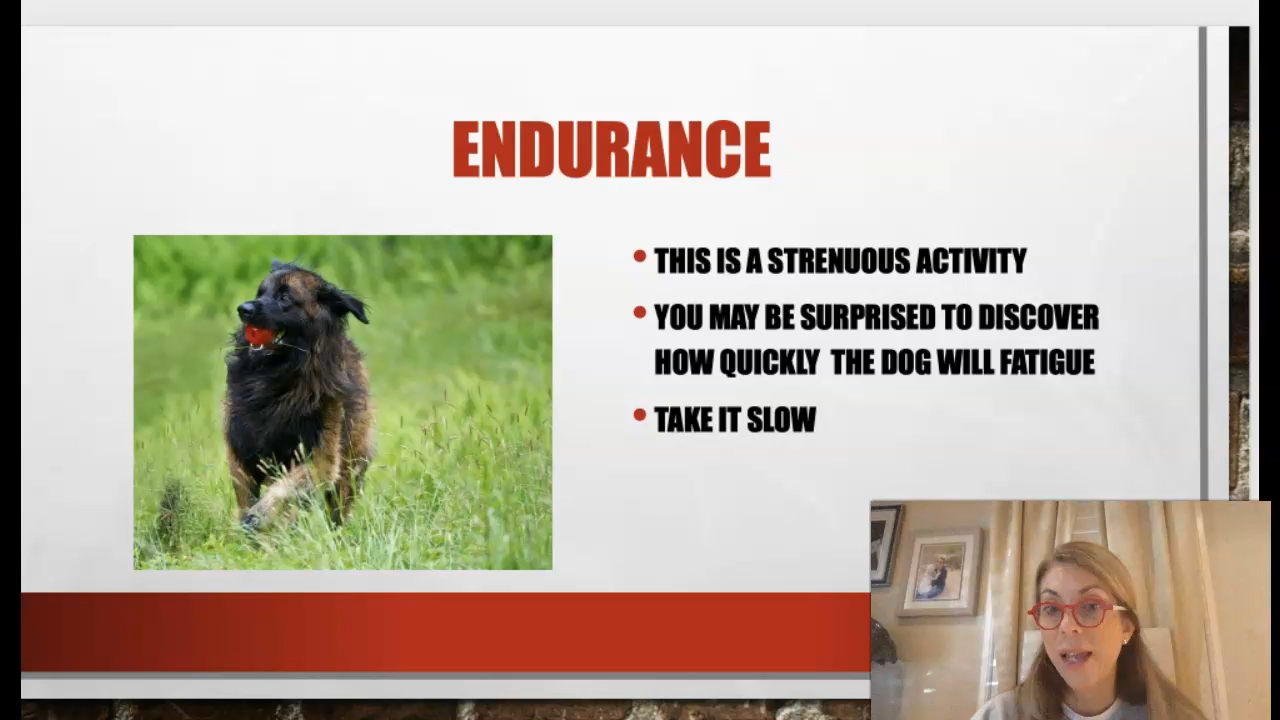 ENDURANCE
THIS IS A STRENUOUS ACTIVITY
YOU MAY BE SURPRISED TO DISCOVER
HOW QUICKLY THE DOG WILL FATIGUE
TAKE IT SLOW